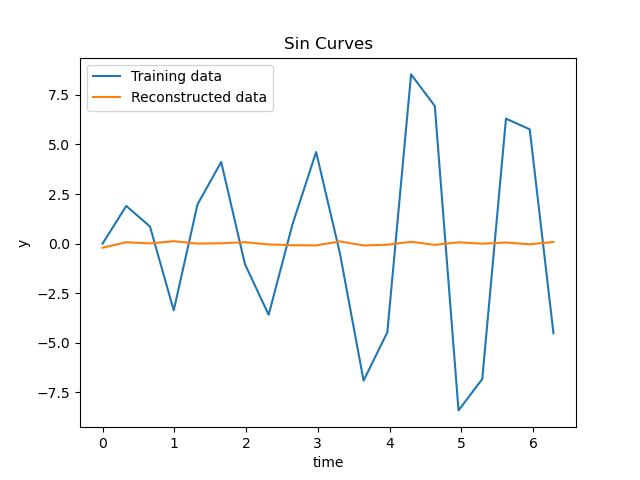 Sin Curves
Training data
Reconstructed data
7.5
5.0
2.5
0.0
−2.5
−5.0
−7.5
y
0 1 2 3 4 5 6
time